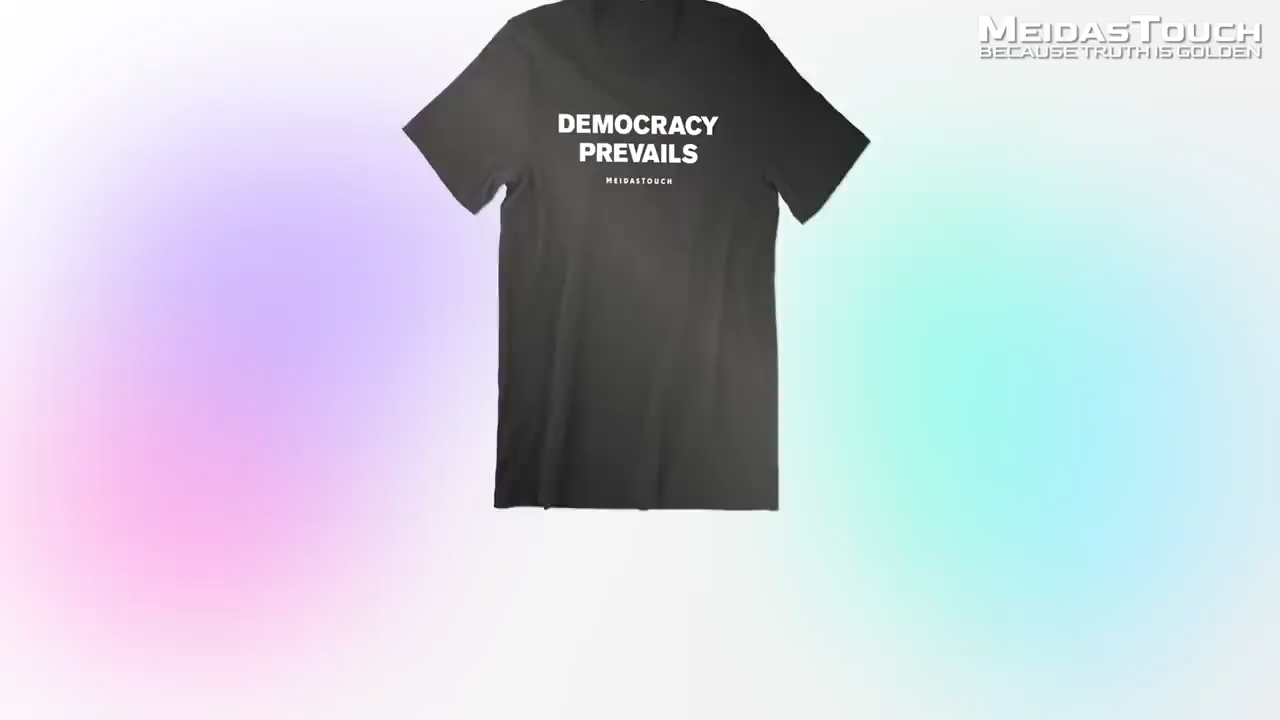 MEIDASTOUCH
BECAUSE TRUTH IS GOLDEN
DEMOCRACY
PREVAILS
MEIDASTOUCH